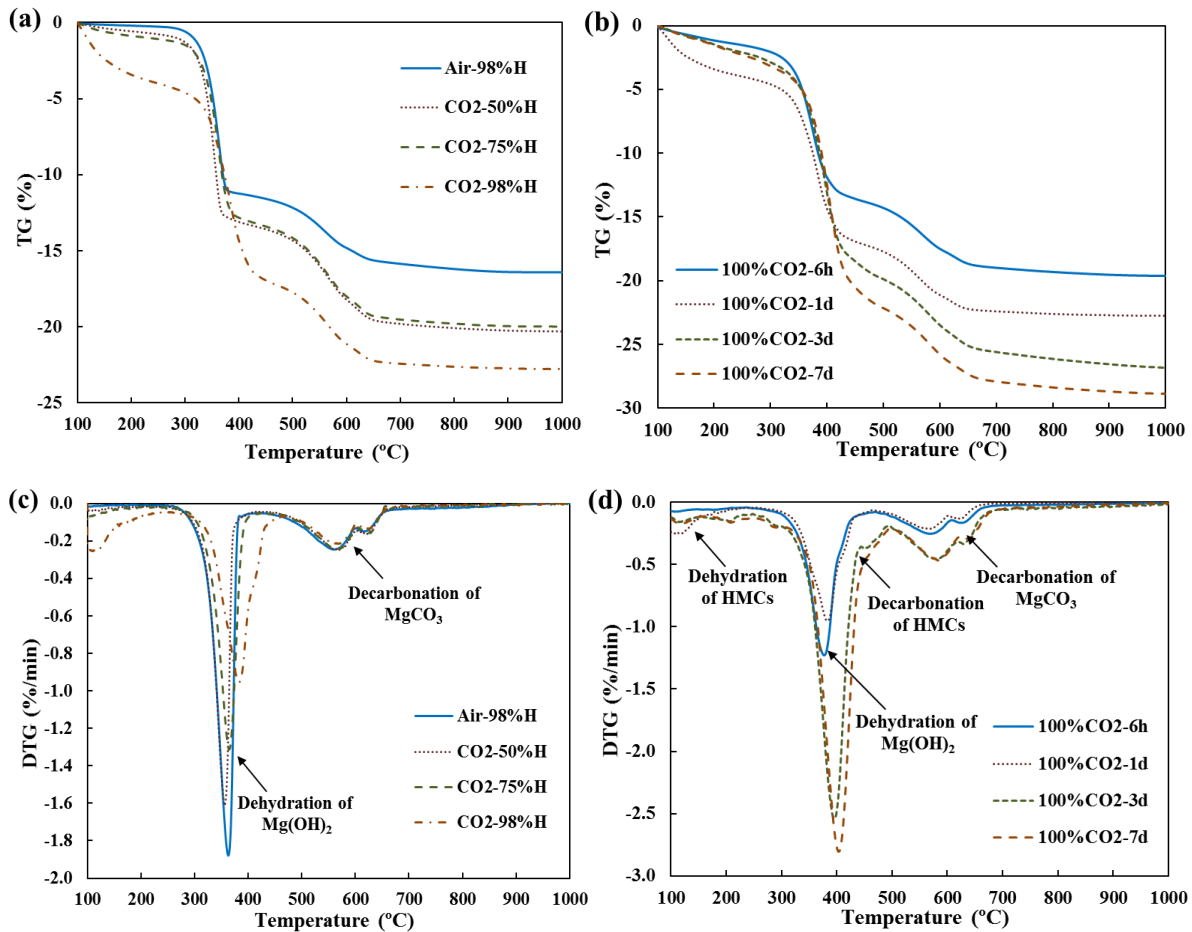 (a)
0
-5
-10
-15
-20
-25
TG (%)
Air-98%H
CO2-50%H
CO2-75%H
CO2-98%H
100 200 300 400 500 600 700 800 900 1000
Temperature (ºC)
(b)
0
-5
-10
-15
-20
-25
-30
TG (%)
100%CO2-6h
100%CO2-1d
100%CO2-3d
100%CO2-7d
100 200 300 400 500 600 700 800 900 1000
Temperature (ºC)
(c)
0.0
-0.2
-0.4
-0.6
-0.8
-1.0
-1.2
-1.4
-1.6
-1.8
-2.0
DTG (%/min)
Decarbonation of
MgCO₃
Dehydration of
Mg(OH)₂
Air-98%H
CO2-50%H
CO2-75%H
CO2-98%H
100 200 300 400 500 600 700 800 900 1000
Temperature (ºC)
(d)
0.0
-0.5
-1.0
-1.5
-2.0
-2.5
-3.0
DTG (%/min)
Dehydration
of HMCs
Decarbonation
of HMCs
Decarbonation of
MgCO₃
Dehydration of
Mg(OH)₂
100%CO2-6h
100%CO2-1d
100%CO2-3d
100%CO2-7d
100 200 300 400 500 600 700 800 900 1000
Temperature (ºC)